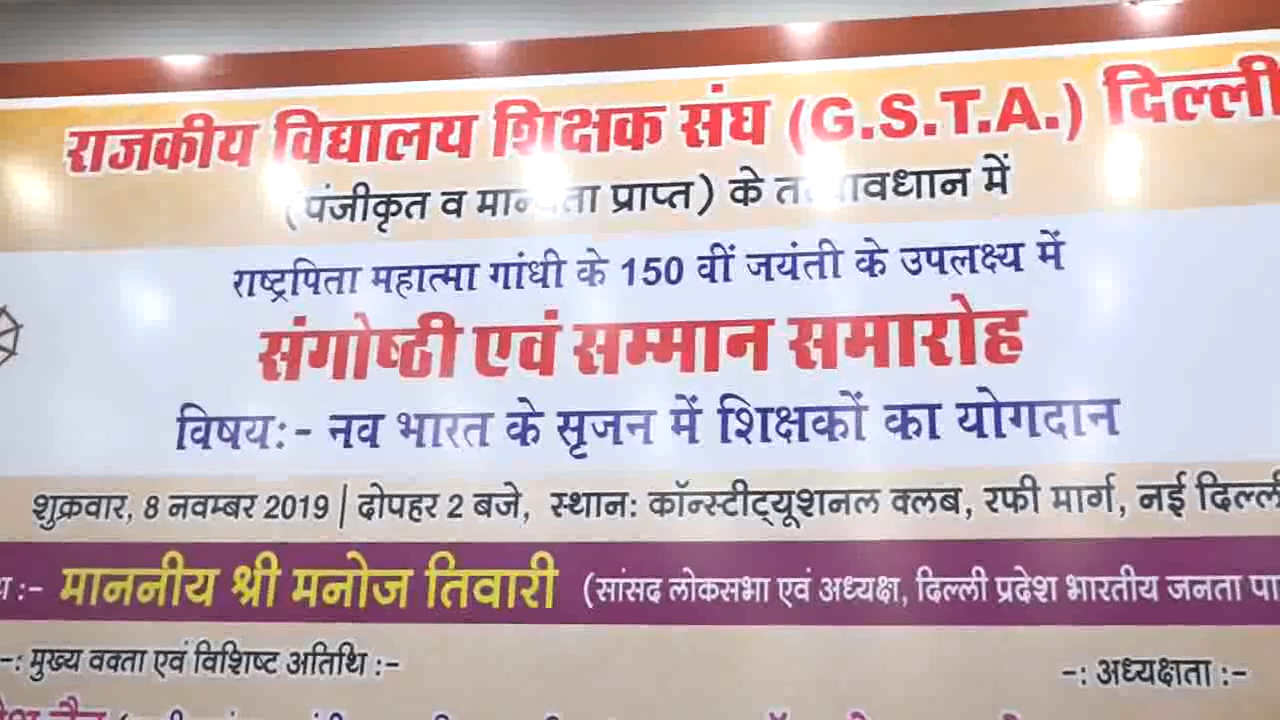 राजकीय विद्यालय शिक्षक संघ (G.S.T.A.) दिल्ली
(पंजीकृत व मान्यता प्राप्त) के तत्वावधान में
राष्ट्रपिता महात्मा गांधी के 150 वीं जयंती के उपलक्ष्य में
संगोष्ठी एवं सम्मान समारोह
विषय:- नव भारत के सृजन में शिक्षकों का योगदान
शुक्रवार, 8 नवम्बर 2019 | दोपहर 2 बजे, स्थान: कॉन्स्टीट्यूशनल क्लब, रफी मार्ग, नई दिल्ली
:- माननीय श्री मनोज तिवारी (सांसद लोकसभा एवं अध्यक्ष, दिल्ली प्रदेश भारतीय जनता
-: मुख्य वक्ता एवं विशिष्ट अतिथि :- -: अध्यक्षता :-